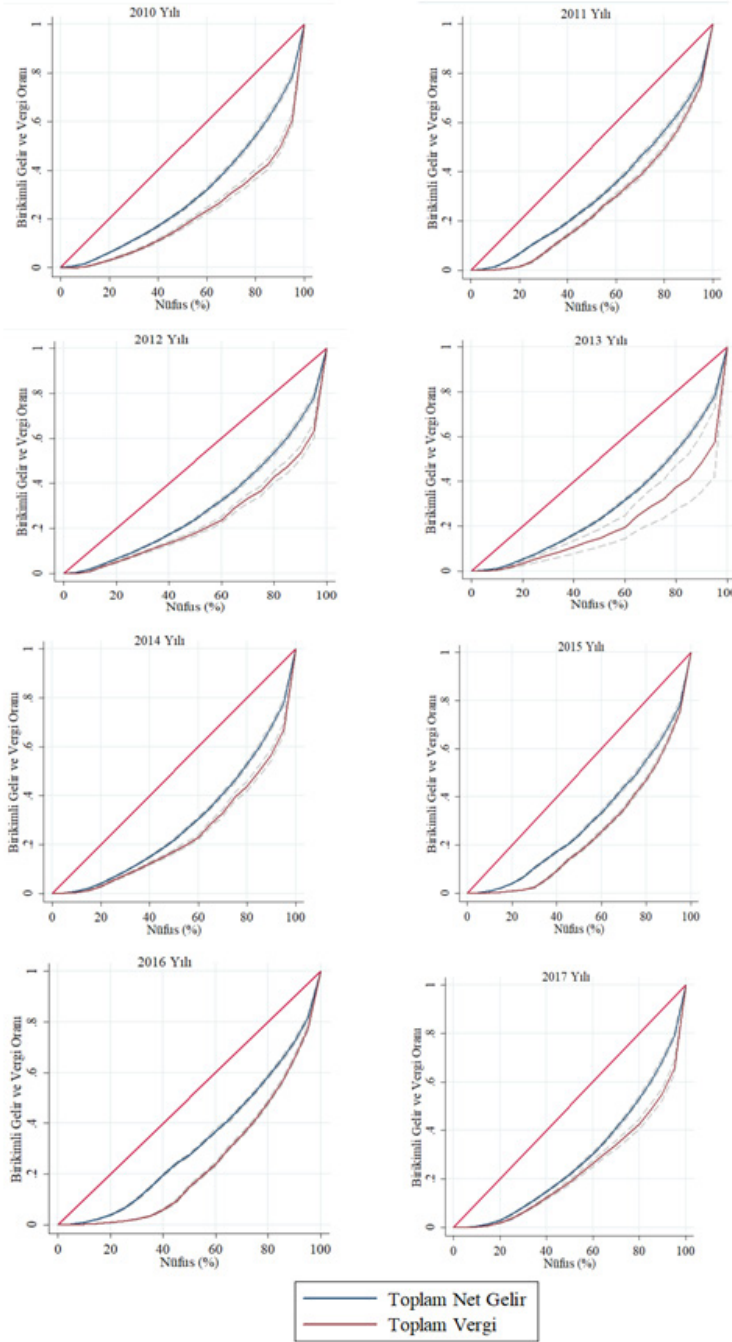 2010 Yılı
Birikimli Gelir ve Vergi Oranı
0 .2 .4 .6 .8 1
0 20 40 60 80 100
Nüfus (%)
2011 Yılı
Birikimli Gelir ve Vergi Oranı
0 .2 .4 .6 .8 1
0 20 40 60 80 100
Nüfus (%)
2012 Yılı
Birikimli Gelir ve Vergi Oranı
0 .2 .4 .6 .8 1
0 20 40 60 80 100
Nüfus (%)
2013 Yılı
Birikimli Gelir ve Vergi Oranı
0 .2 .4 .6 .8 1
0 20 40 60 80 100
Nüfus (%)
2014 Yılı
Birikimli Gelir ve Vergi Oranı
0 .2 .4 .6 .8 1
0 20 40 60 80 100
Nüfus (%)
2015 Yılı
Birikimli Gelir ve Vergi Oranı
0 .2 .4 .6 .8 1
0 20 40 60 80 100
Nüfus (%)
2016 Yılı
Birikimli Gelir ve Vergi Oranı
0 .2 .4 .6 .8 1
0 20 40 60 80 100
Nüfus (%)
2017 Yılı
Birikimli Gelir ve Vergi Oranı
0 .2 .4 .6 .8 1
0 20 40 60 80 100
Nüfus (%)
Toplam Net Gelir
Toplam Vergi